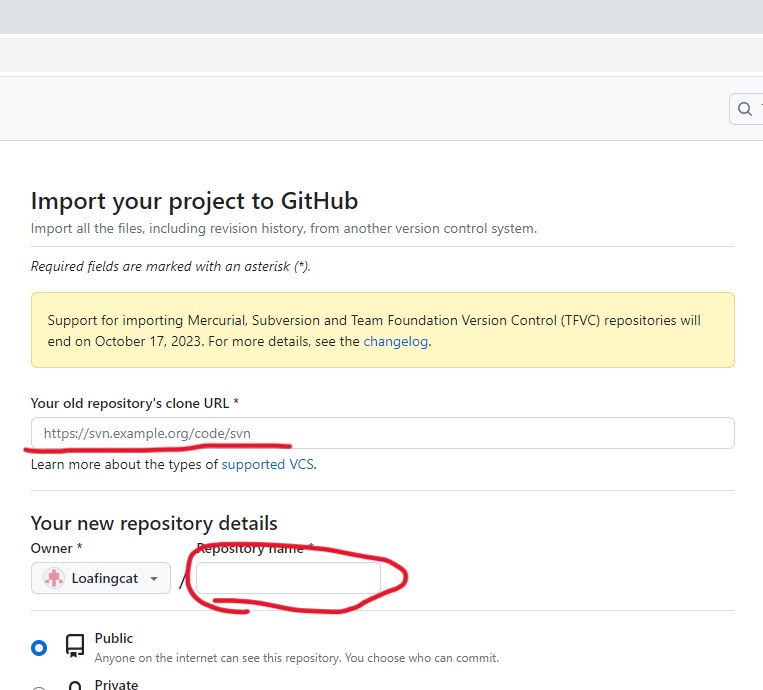 Import your project to GitHub
Import all the files, including revision history, from another version control system.
Required fields are marked with an asterisk (*).
Support for importing Mercurial, Subversion and Team Foundation Version Control (TFVC) repositories will
end on October 17, 2023. For more details, see the changelog.
Your old repository's clone URL *
https://svn.example.org/code/svn
Learn more about the types of supported VCS.
Your new repository details
Owner *
Repository name *
Loafingcat
/
Public
Anyone on the internet can see this repository. You choose who can commit.
Private